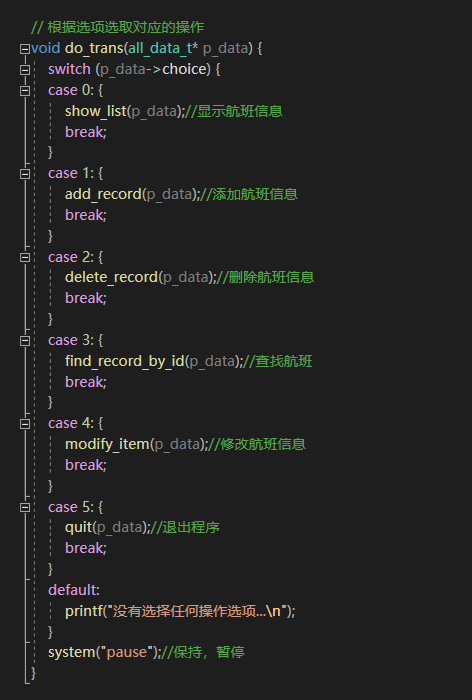 // 根据选项选取对应的操作
void do_trans(all_data_t* p_data) {
switch (p_data->choice) {
case 0: {
show_list(p_data);//显示航班信息
break;
}
case 1: {
add_record(p_data);//添加航班信息
break;
}
case 2: {
delete_record(p_data);//删除航班信息
break;
}
case 3: {
find_record_by_id(p_data);//查找航班
break;
}
case 4: {
modify_item(p_data);//修改航班信息
break;
}
case 5: {
quit(p_data);//退出程序
break;
}
default:
printf("没有选择任何操作选项...\n");
}
system("pause");//保持，暂停
}